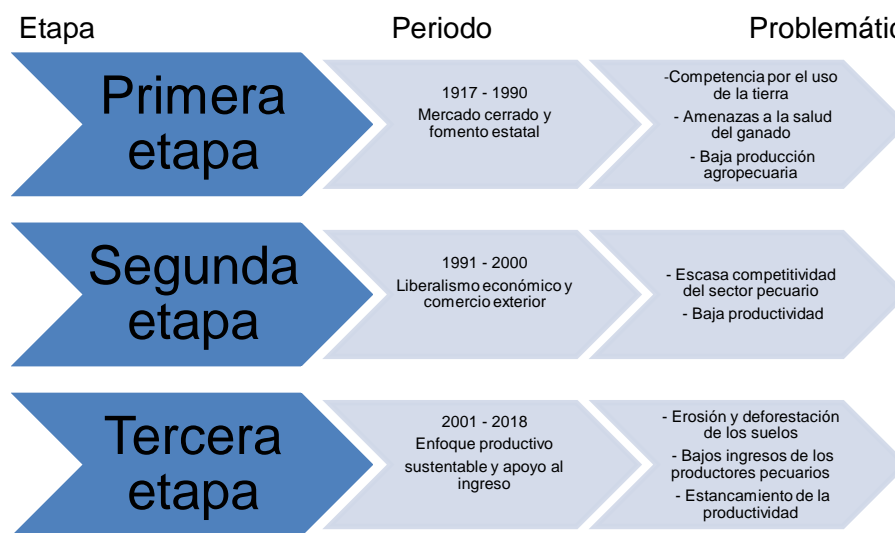 Etapa
Periodo
Problemátic
Primera
etapa
1917 - 1990
Mercado cerrado y
fomento estatal
-Competencia por el uso
de la tierra
- Amenazas a la salud
del ganado
- Baja producción
agropecuaria
Segunda
etapa
1991 - 2000
Liberalismo económico y
comercio exterior
- Escasa competitividad
del sector pecuario
- Baja productividad
Tercera
etapa
2001 - 2018
Enfoque productivo
sustentable y apoyo al
ingreso
- Erosión y deforestación
de los suelos
- Bajos ingresos de los
productores pecuarios
- Estancamiento de la
productividad